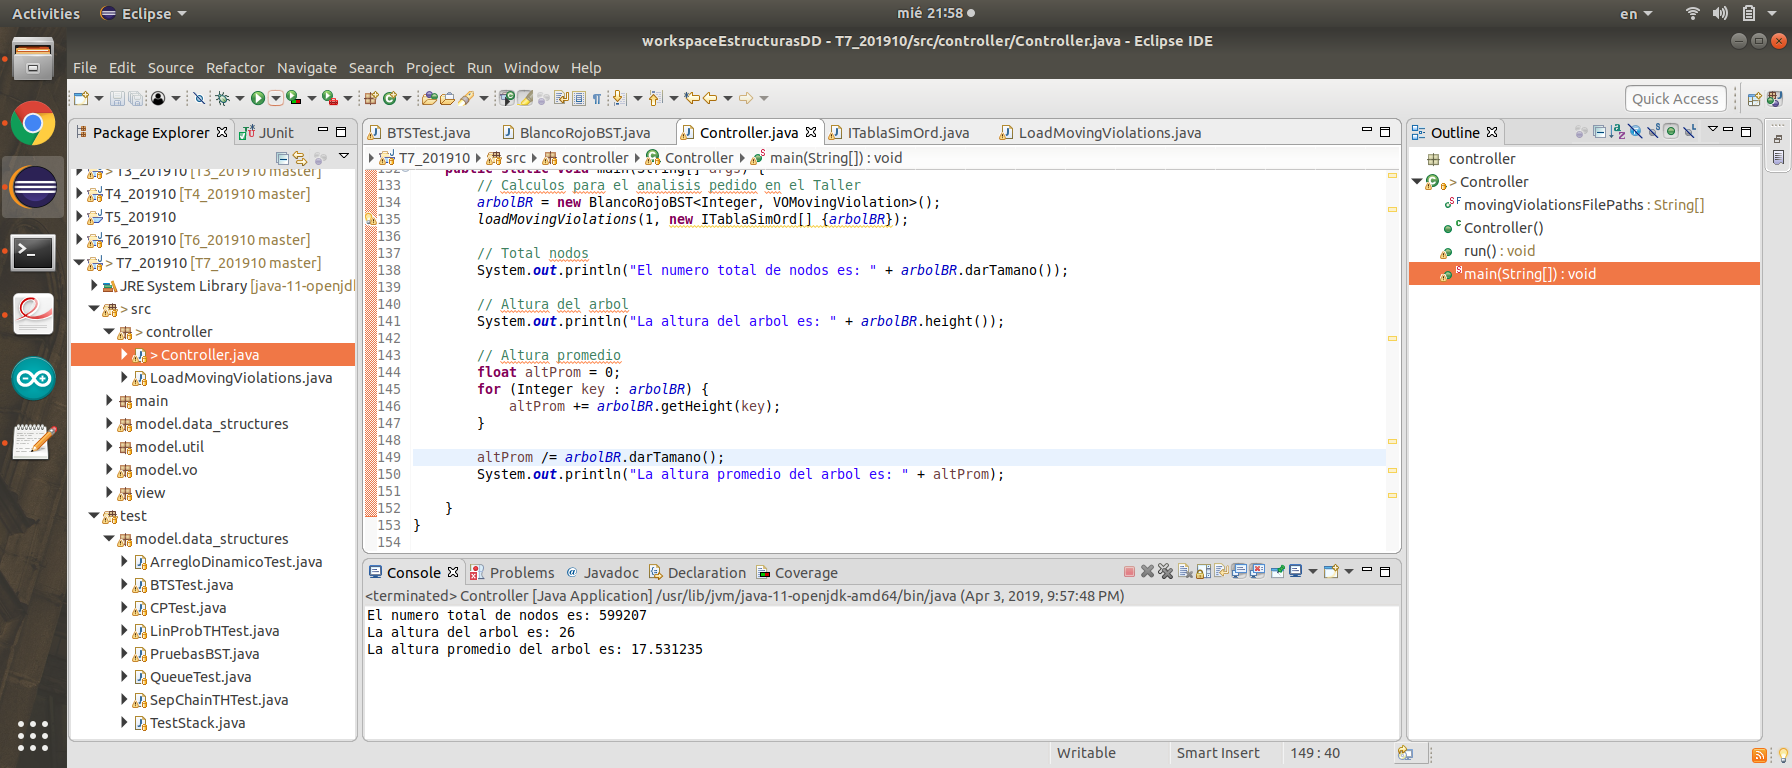 Activities
Eclipse
mié 21:58
en
workspaceEstructurasDD - T7_201910/src/controller/Controller.java - Eclipse IDE
File Edit Source Refactor Navigate Search Project Run Window Help
Quick Access
Package Explorer
JUnit
> T3_201910 [T3_201910 master]
T4_201910 [T4_201910 master]
T5_201910
T6_201910 [T6_201910 master]
> T7_201910 [T7_201910 master]
JRE System Library [java-11-openjd
> src
> controller
> Controller.java
LoadMovingViolations.java
main
model.data_structures
model.util
model.vo
view
test
model.data_structures
ArregloDinamicoTest.java
BTSTest.java
CPTest.java
LinProbTHTest.java
PruebasBST.java
QueueTest.java
SepChainTHTest.java
TestStack.java
BTSTest.java
BlancoRojoBST.java
Controller.java
ITablaSimOrd.java
LoadMovingViolations.java
T7_201910
src
controller
Controller
main(String[]) : void
132 public static void main(String[] args) {
133 // Calculos para el analisis pedido en el Taller
134 arbolBR = new BlancoRojoBST<Integer, VOMovingViolation>();
135 loadMovingViolations(1, new ITablaSimOrd[] {arbolBR});
136
137 // Total nodos
138 System.out.println("El numero total de nodos es: " + arbolBR.darTamano());
139
140 // Altura del arbol
141 System.out.println("La altura del arbol es: " + arbolBR.height());
142
143 // Altura promedio
144 float altProm = 0;
145 for (Integer key : arbolBR) {
146 altProm += arbolBR.getHeight(key);
147 }
148
149 altProm /= arbolBR.darTamano();
150 System.out.println("La altura promedio del arbol es: " + altProm);
151
152 }
153 }
154
Console
Problems
@ Javadoc
Declaration
Coverage
<terminated> Controller [Java Application] /usr/lib/jvm/java-11-openjdk-amd64/bin/java (Apr 3, 2019, 9:57:48 PM)
El numero total de nodos es: 599207
La altura del arbol es: 26
La altura promedio del arbol es: 17.531235
Outline
controller
> Controller
movingViolationsFilePaths : String[]
Controller()
run() : void
main(String[]) : void
Writable
Smart Insert
149 : 40